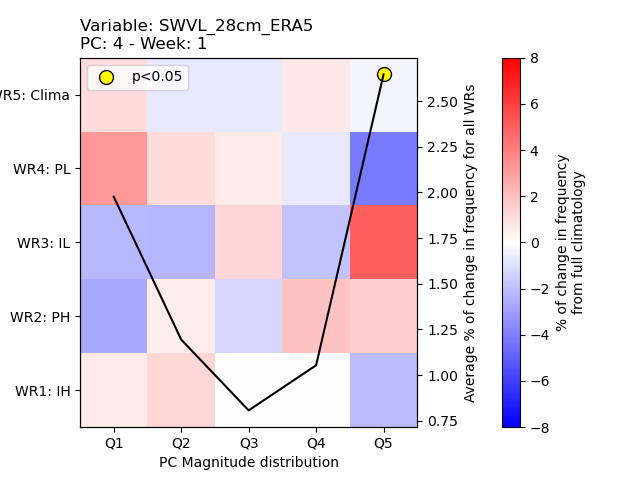 Variable: SWVL_28cm_ERA5
PC: 4 - Week: 1
p<0.05
WR5: Clima
WR4: PL
WR3: IL
WR2: PH
WR1: IH
Q1 Q2 Q3 Q4 Q5
PC Magnitude distribution
2.50
2.25
2.00
1.75
1.50
1.25
1.00
0.75
Average % of change in frequency for all WRs
8
6
4
2
0
−2
−4
−6
−8
% of change in frequency
from full climatology